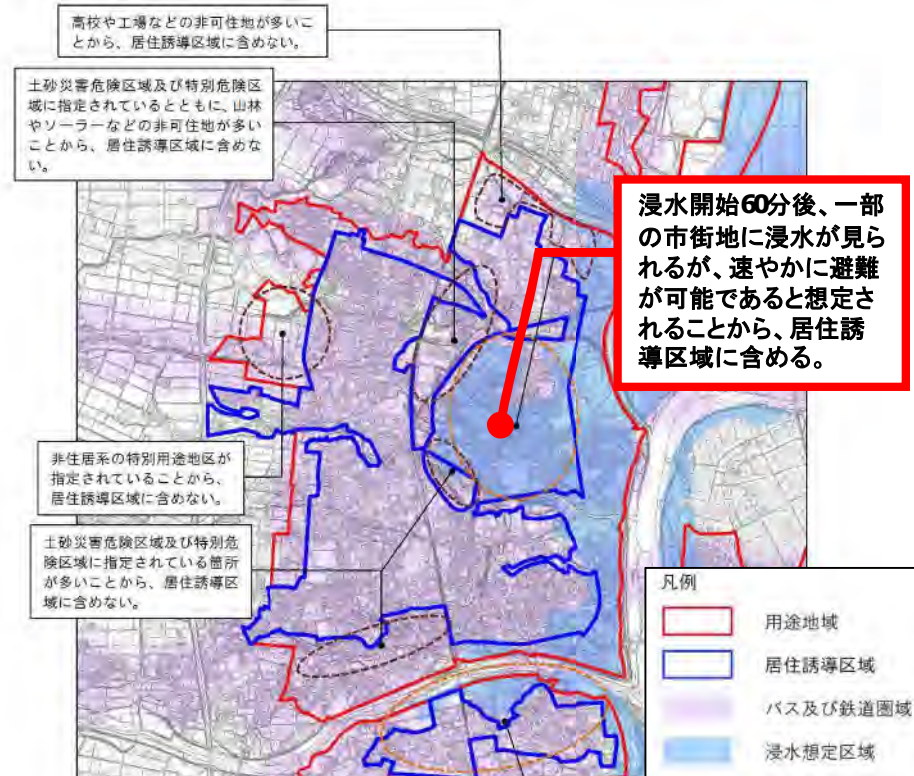 高校や工場などの非可住地が多いこ
とから、居住誘導区域に含めない。
土砂災害危険区域及び特別危険区
域に指定されているとともに、山林
やソーラーなどの非可住地が多い
ことから、居住誘導区域に含めな
い。
浸水開始60分後、一部
の市街地に浸水が見ら
れるが、速やかに避難
が可能であると想定さ
れることから、居住誘
導区域に含める。
非住居系の特別用途地区が
指定されていることから、
居住誘導区域に含めない。
土砂災害危険区域及び特別危
険区域に指定されている箇所
が多いことから、居住誘導区
域に含めない。
凡例
用途地域
居住誘導区域
バス及び鉄道圏域
浸水想定区域